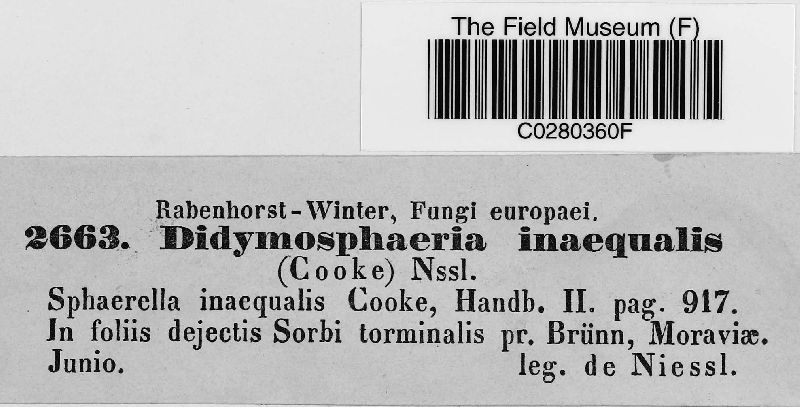 The Field Museum (F)
C0280360F
Rabenhorst-Winter, Fungi europaei.
2663. Didymosphaeria inaequalis
(Cooke) Nssl.
Sphaerella inaequalis Cooke, Handb. II. pag. 917.
In foliis dejectis Sorbi torminalis pr. Brünn, Moraviæ.
Junio. leg. de Niessl.